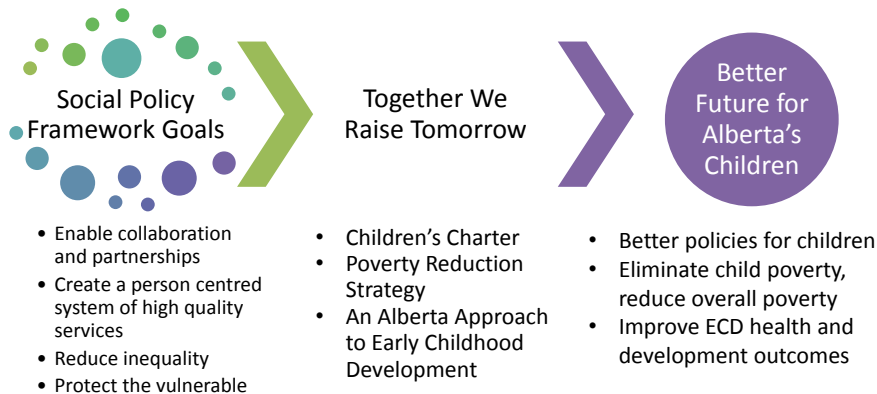 Social Policy
Framework Goals
• Enable collaboration
and partnerships
• Create a person centred
system of high quality
services
• Reduce inequality
• Protect the vulnerable
Together We
Raise Tomorrow
• Children’s Charter
• Poverty Reduction
Strategy
• An Alberta Approach
to Early Childhood
Development
Better
Future for
Alberta’s
Children
• Better policies for children
• Eliminate child poverty,
reduce overall poverty
• Improve ECD health and
development outcomes